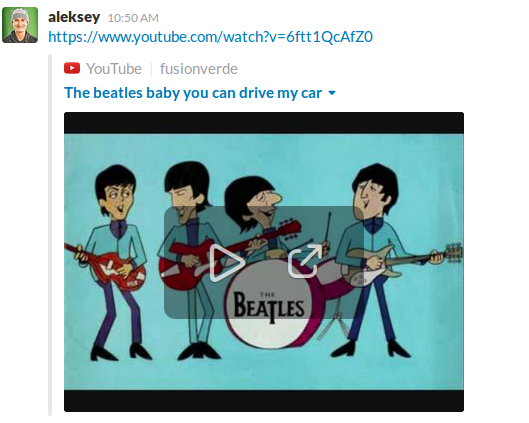 aleksey 10:50 AM
https://www.youtube.com/watch?v=6ftt1QcAfZ0
YouTube | fusionverde
The beatles baby you can drive my car
THE
BEATLES